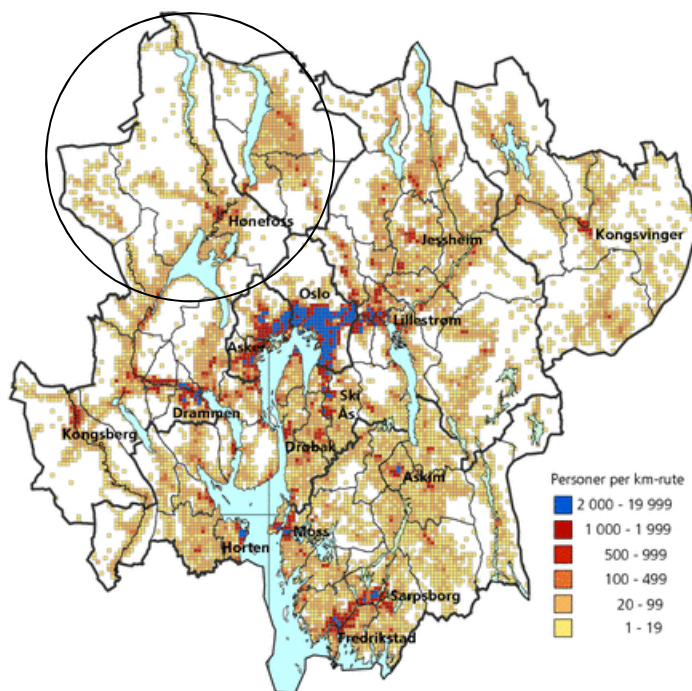 Hønefoss
Jessheim
Kongsvinger
Oslo
Lillestrøm
Asker
Ski
Ås
Drammen
Kongsberg
Drøbak
Askim
Moss
Horten
Sarpsborg
Fredrikstad
Personer per km-rute
2 000 - 19 999
1 000 - 1 999
500 - 999
100 - 499
20 - 99
1 - 19